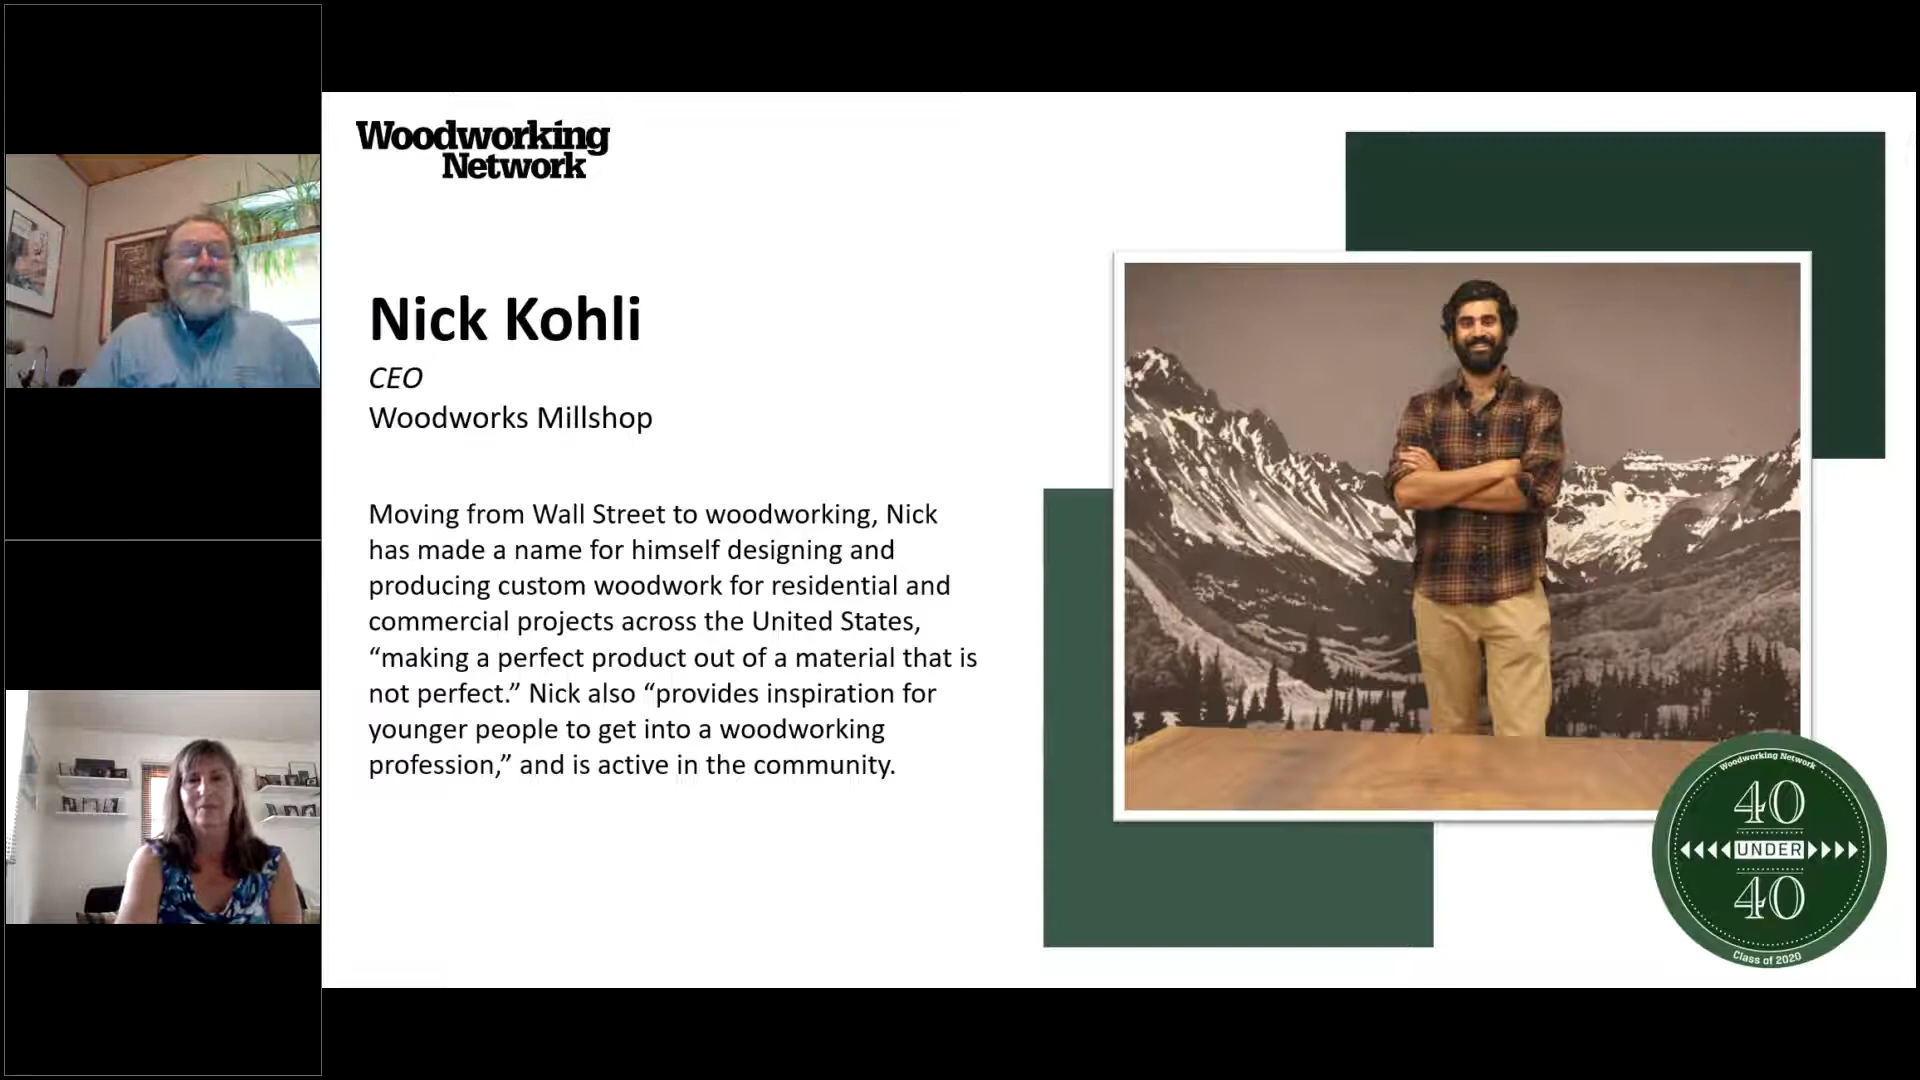 Woodworking
Network
Nick Kohli
CEO
Woodworks Millshop
Moving from Wall Street to woodworking, Nick
has made a name for himself designing and
producing custom woodwork for residential and
commercial projects across the United States,
“making a perfect product out of a material that is
not perfect.” Nick also “provides inspiration for
younger people to get into a woodworking
profession,” and is active in the community.
Woodworking Network
40
UNDER
40
Class of 2020